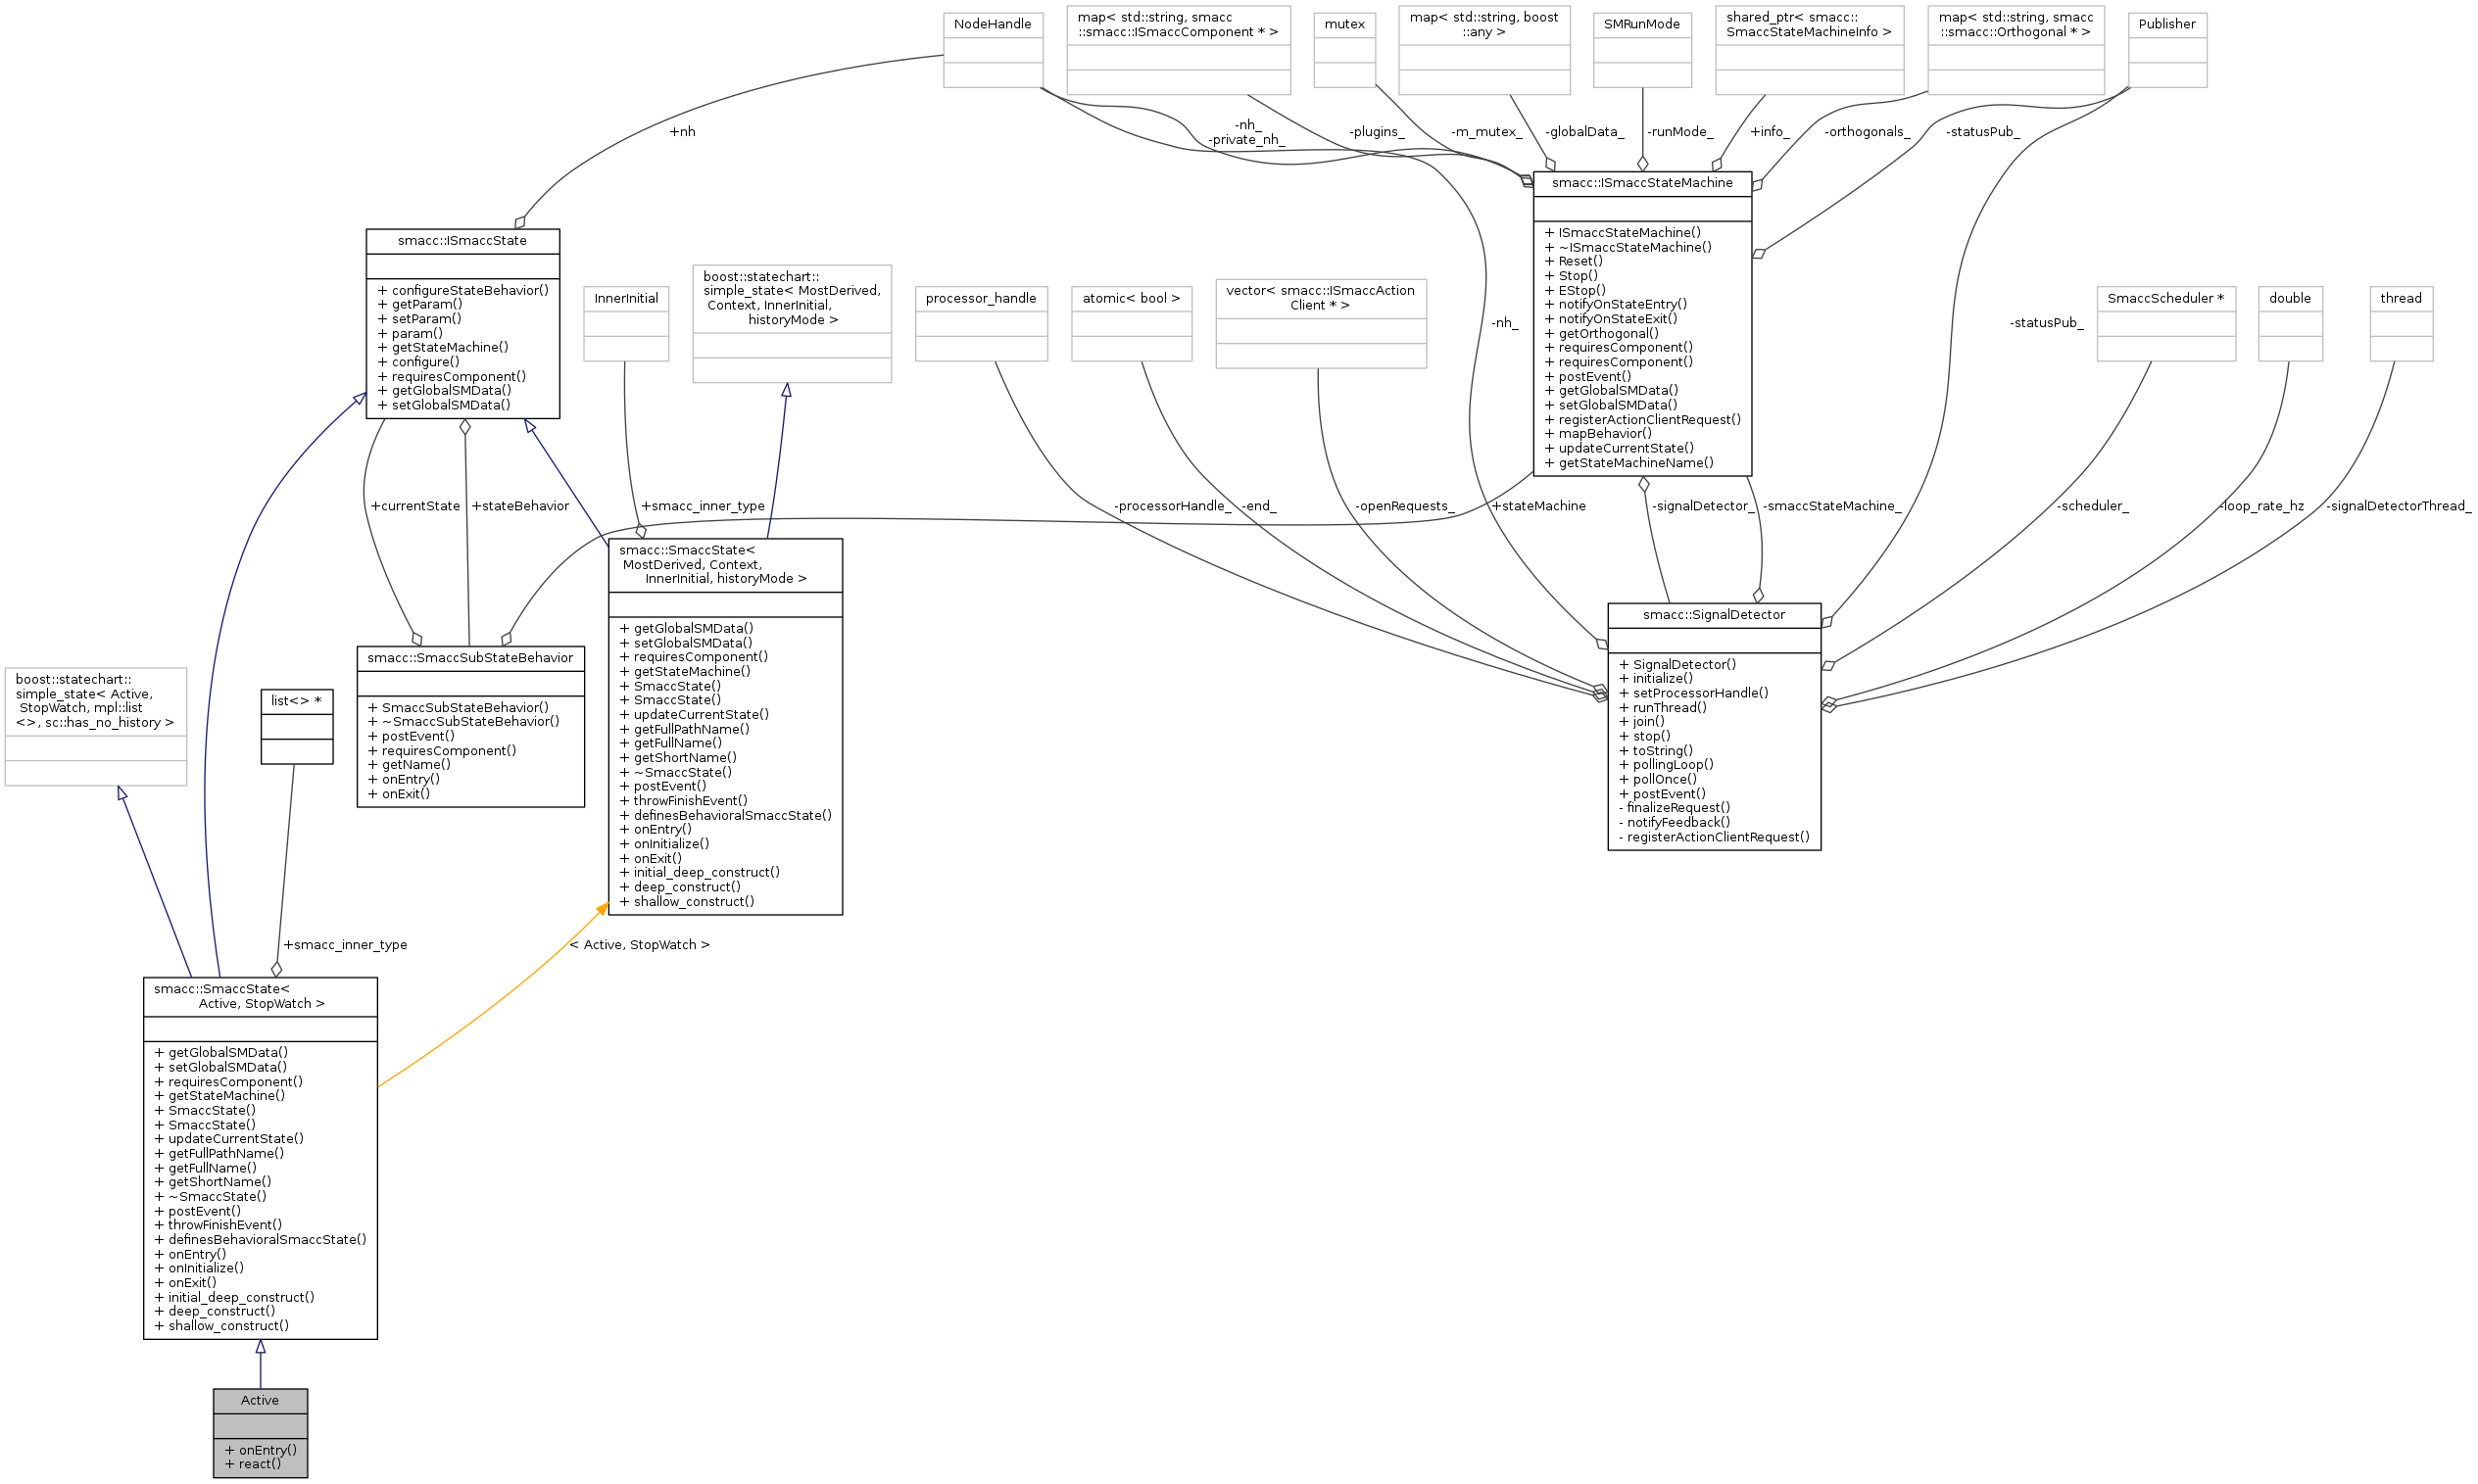 NodeHandle
map< std::string, smacc
::smacc::ISmaccComponent * >
mutex
map< std::string, boost
::any >
SMRunMode
shared_ptr< smacc::
SmaccStateMachineInfo >
map< std::string, smacc
::smacc::Orthogonal * >
Publisher
+nh
-nh_
-private_nh_
-plugins_
-m_mutex_
-globalData_
-runMode_
+info_
-orthogonals_
-statusPub_
smacc::ISmaccStateMachine
+ ISmaccStateMachine()
+ ~ISmaccStateMachine()
+ Reset()
+ Stop()
+ EStop()
+ notifyOnStateEntry()
+ notifyOnStateExit()
+ getOrthogonal()
+ requiresComponent()
+ requiresComponent()
+ postEvent()
+ getGlobalSMData()
+ setGlobalSMData()
+ registerActionClientRequest()
+ mapBehavior()
+ updateCurrentState()
+ getStateMachineName()
smacc::ISmaccState
+ configureStateBehavior()
+ getParam()
+ setParam()
+ param()
+ getStateMachine()
+ configure()
+ requiresComponent()
+ getGlobalSMData()
+ setGlobalSMData()
InnerInitial
boost::statechart::
simple_state< MostDerived,
Context, InnerInitial,
historyMode >
processor_handle
atomic< bool >
vector< smacc::ISmaccAction
Client * >
-nh_
-statusPub_
SmaccScheduler *
double
thread
+currentState
+stateBehavior
+smacc_inner_type
-processorHandle_
-end_
-openRequests_
+stateMachine
-signalDetector_
-smaccStateMachine_
-scheduler_
-loop_rate_hz
-signalDetectorThread_
smacc::SmaccState<
MostDerived, Context,
InnerInitial, historyMode >
+ getGlobalSMData()
+ setGlobalSMData()
+ requiresComponent()
+ getStateMachine()
+ SmaccState()
+ SmaccState()
+ updateCurrentState()
+ getFullPathName()
+ getFullName()
+ getShortName()
+ ~SmaccState()
+ postEvent()
+ throwFinishEvent()
+ definesBehavioralSmaccState()
+ onEntry()
+ onInitialize()
+ onExit()
+ initial_deep_construct()
+ deep_construct()
+ shallow_construct()
smacc::SignalDetector
+ SignalDetector()
+ initialize()
+ setProcessorHandle()
+ runThread()
+ join()
+ stop()
+ toString()
+ pollingLoop()
+ pollOnce()
+ postEvent()
- finalizeRequest()
- notifyFeedback()
- registerActionClientRequest()
smacc::SmaccSubStateBehavior
+ SmaccSubStateBehavior()
+ ~SmaccSubStateBehavior()
+ postEvent()
+ requiresComponent()
+ getName()
+ onEntry()
+ onExit()
boost::statechart::
simple_state< Active,
StopWatch, mpl::list
<>, sc::has_no_history >
list<> *
+smacc_inner_type
< Active, StopWatch >
smacc::SmaccState<
Active, StopWatch >
+ getGlobalSMData()
+ setGlobalSMData()
+ requiresComponent()
+ getStateMachine()
+ SmaccState()
+ SmaccState()
+ updateCurrentState()
+ getFullPathName()
+ getFullName()
+ getShortName()
+ ~SmaccState()
+ postEvent()
+ throwFinishEvent()
+ definesBehavioralSmaccState()
+ onEntry()
+ onInitialize()
+ onExit()
+ initial_deep_construct()
+ deep_construct()
+ shallow_construct()
Active
+ onEntry()
+ react()